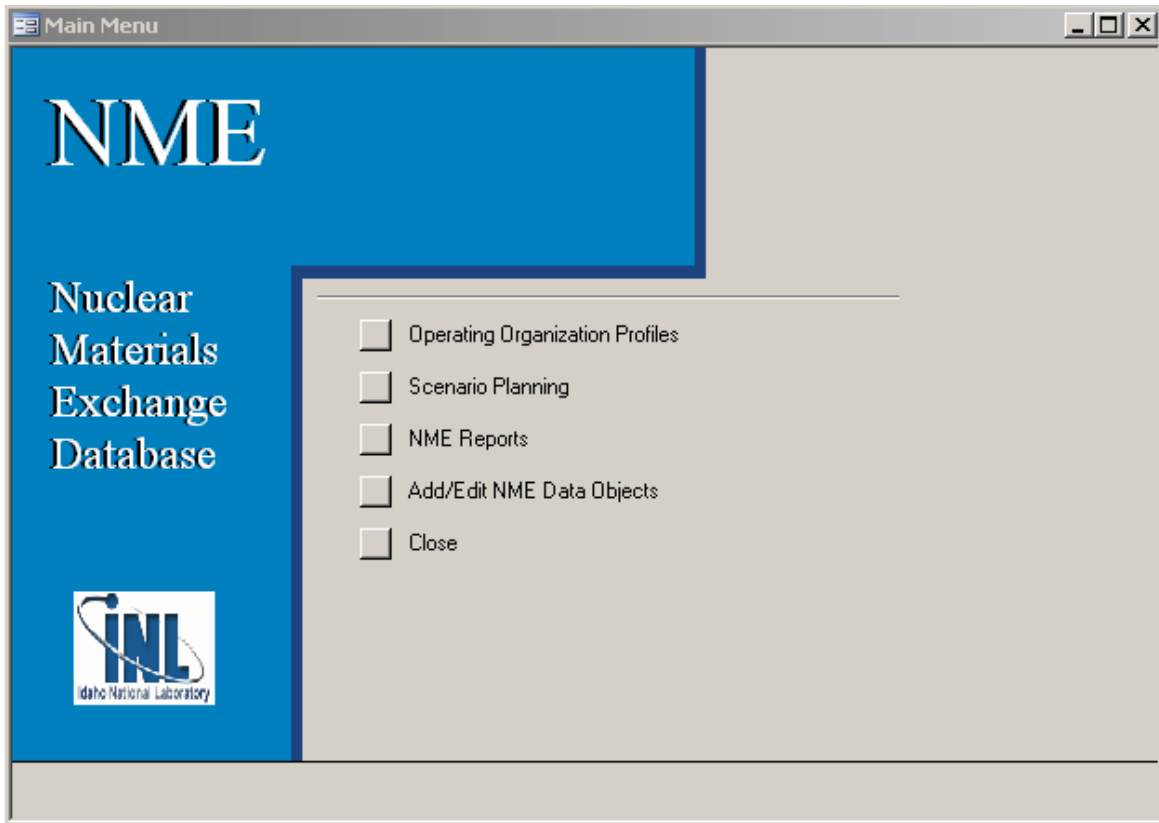 Main Menu
NME
Nuclear
Materials
Exchange
Database
Operating Organization Profiles
Scenario Planning
NME Reports
Add/Edit NME Data Objects
Close
INL
Idaho National Laboratory